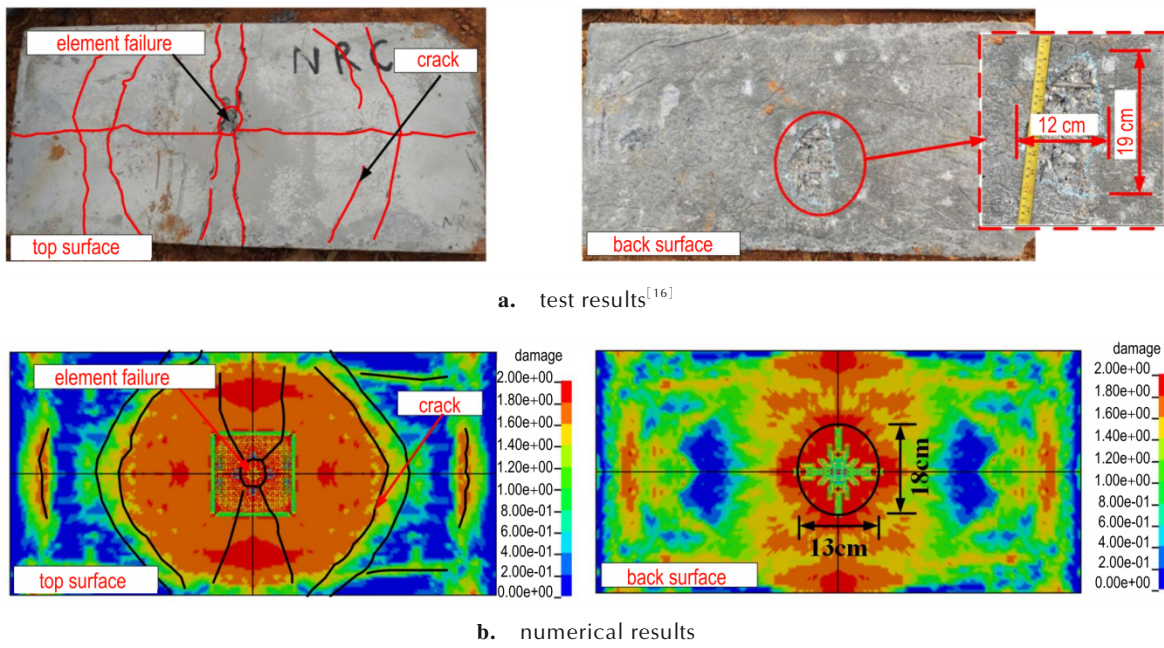 element failure
NRC
crack
top surface
12 cm
19 cm
back surface
a. test results[16]
damage
2.00e+00
1.80e+00
1.60e+00
1.40e+00
1.20e+00
1.00e+00
8.00e-01
6.00e-01
4.00e-01
2.00e-01
0.00e+00
element failure
crack
top surface
damage
2.00e+00
1.80e+00
1.60e+00
1.40e+00
1.20e+00
1.00e+00
8.00e-01
6.00e-01
4.00e-01
2.00e-01
0.00e+00
18cm
13cm
back surface
b. numerical results